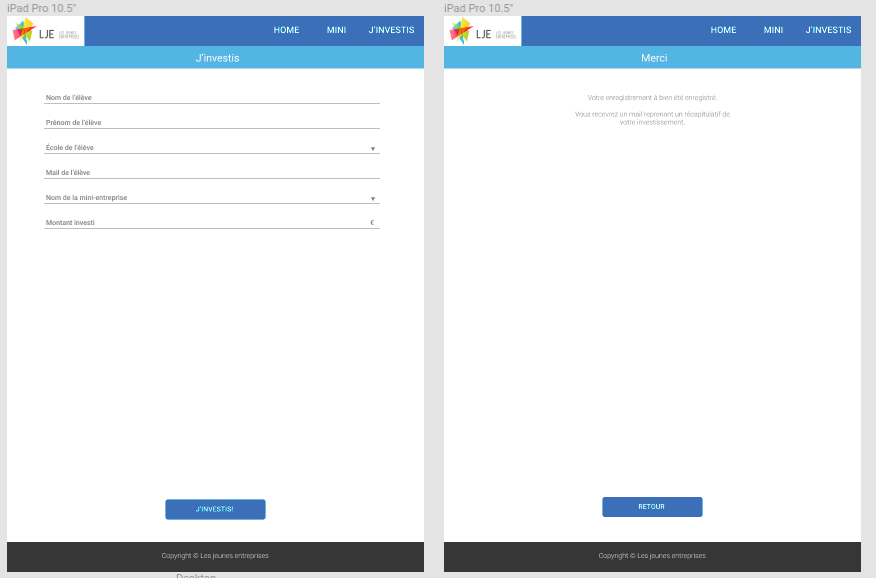 iPad Pro 10.5"
LJE LES JEUNES
ENTREPRISES
HOME MINI J'INVESTIS
J'investis
Nom de l'élève
Prénom de l'élève
École de l'élève
Mail de l'élève
Nom de la mini-entreprise
Montant investi €
J'INVESTIS!
Copyright © Les jeunes entreprises
Desktop
iPad Pro 10.5"
LJE LES JEUNES
ENTREPRISES
HOME MINI J'INVESTIS
Merci
Votre enregistrement à bien été enregistré.
Vous recevrez un mail reprenant un récapitulatif de
votre investissement.
RETOUR
Copyright © Les jeunes entreprises